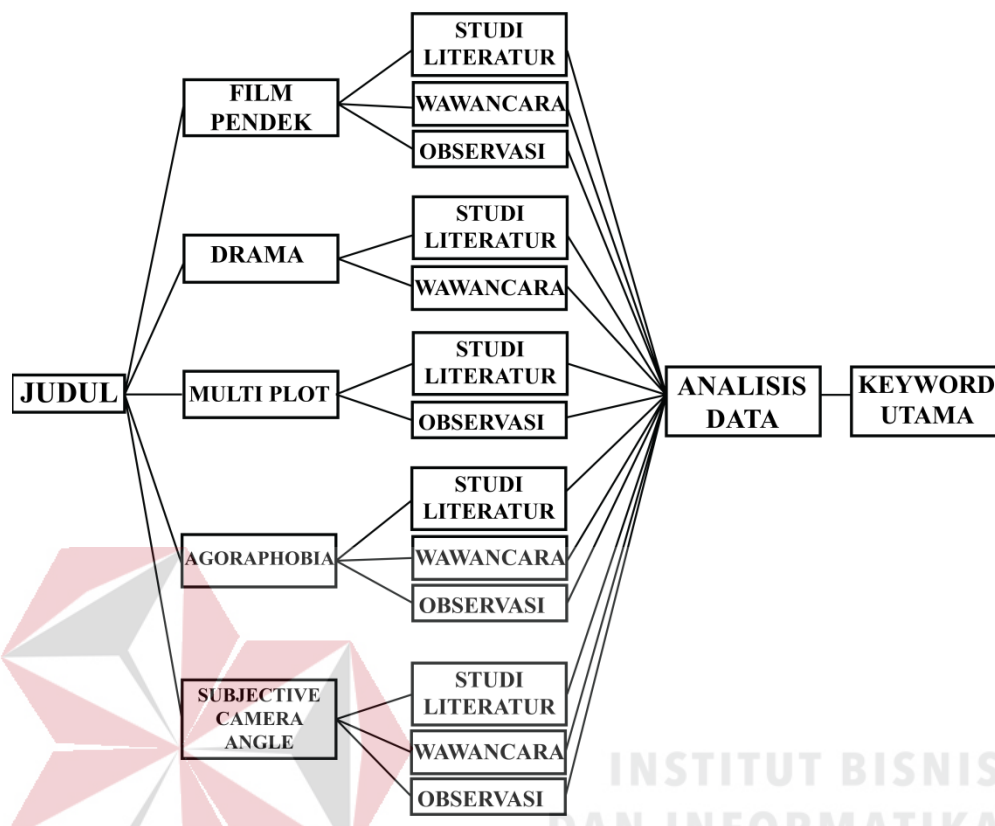 JUDUL
FILM
PENDEK
STUDI
LITERATUR
WAWANCARA
OBSERVASI
DRAMA
STUDI
LITERATUR
WAWANCARA
MULTI PLOT
STUDI
LITERATUR
OBSERVASI
AGORAPHOBIA
STUDI
LITERATUR
WAWANCARA
OBSERVASI
SUBJECTIVE
CAMERA
ANGLE
STUDI
LITERATUR
WAWANCARA
OBSERVASI
ANALISIS
DATA
KEYWORD
UTAMA
INSTITUT BISNIS
DAN INFORMATIKA